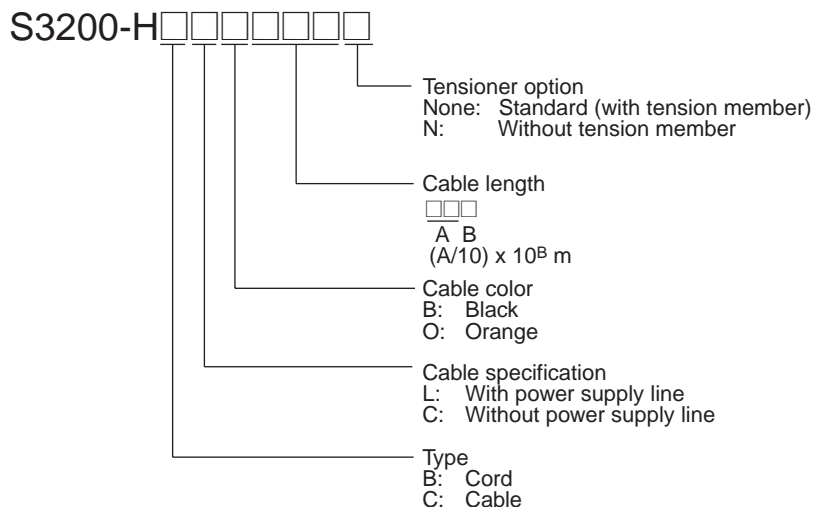 S3200-H□□□□□□□
Tensioner option
None: Standard (with tension member)
N: Without tension member
Cable length
□□□
A B
(A/10) x 10ᴮ m
Cable color
B: Black
O: Orange
Cable specification
L: With power supply line
C: Without power supply line
Type
B: Cord
C: Cable